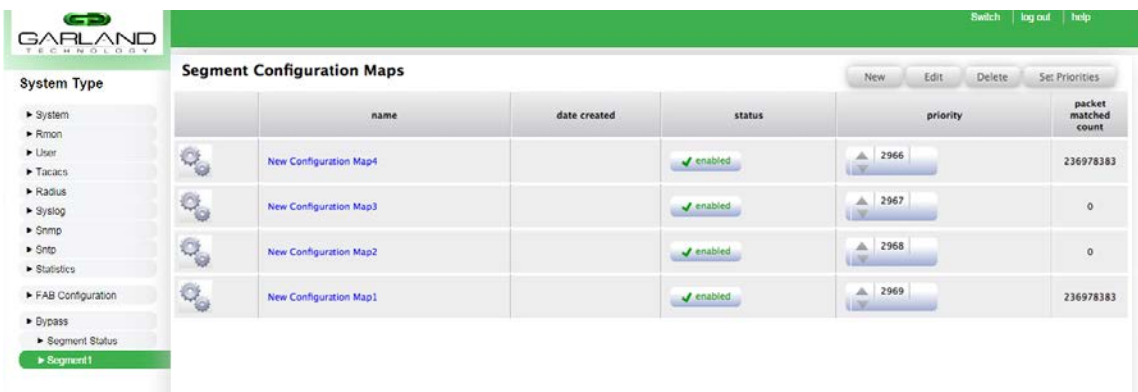 GARLAND
TECHNOLOGY
Switch log out help
System Type
System
Rmon
User
Tacacs
Radius
Syslog
Snmp
Sntp
Statistics
FAB Configuration
Bypass
Segment Status
Segment1
Segment Configuration Maps
New Edit Delete Set Priorities
name date created status priority packet matched count
New Configuration Map4 enabled 2966 236978383
New Configuration Map3 enabled 2967 0
New Configuration Map2 enabled 2968 0
New Configuration Map1 enabled 2969 236978383